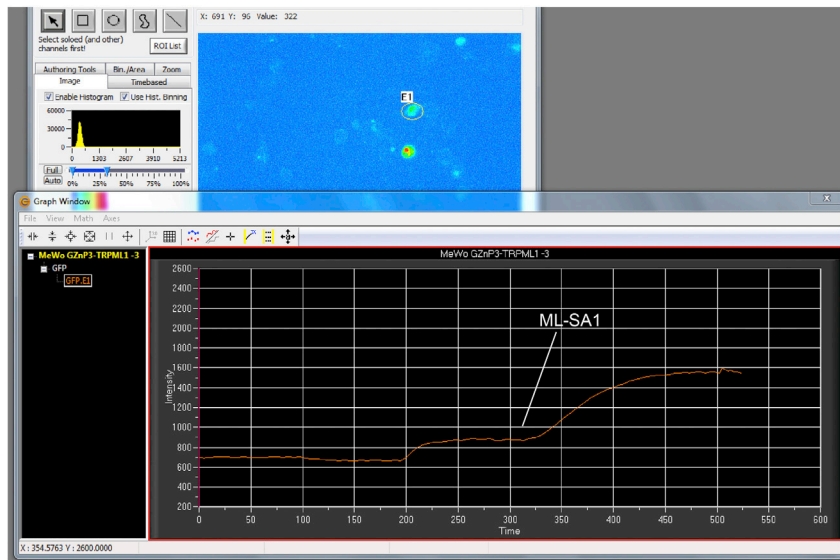 X: 691 Y: 96 Value: 322
Select soloed (and other)
channels first!
ROI List
Authoring Tools Bin./Area Zoom
Image Timebased
Enable Histogram Use Hist. Binning
60000
30000
0
0 1303 2607 3910 5213
Full
Auto
0% 25% 50% 75% 100%
E1
Graph Window
File View Math Axes
MeWo GZnP3-TRPML1 -3
GFP
GFP.E1
MeWo GZnP3-TRPML1 -3
2600
2400
2200
2000
1800
1600
1400
1200
1000
800
600
400
200
Intensity
ML-SA1
0 50 100 150 200 250 300 350 400 450 500 550 600
Time
X : 354.5763 Y : 2600.0000